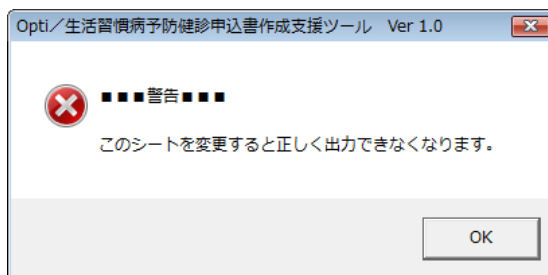 Opti／生活習慣病予防健診申込書作成支援ツール Ver 1.0
■■■警告■■■
このシートを変更すると正しく出力できなくなります。
OK